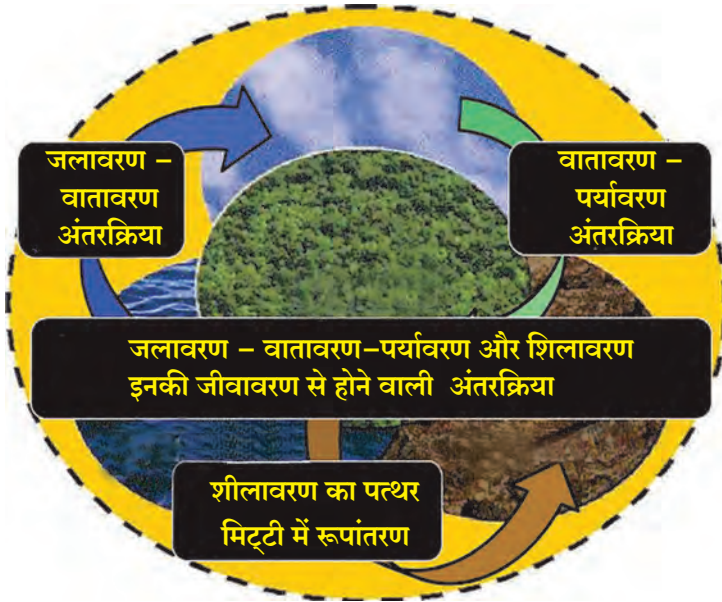 जलावरण –
वातावरण
अंतरक्रिया
वातावरण –
पर्यावरण
अंतरक्रिया
जलावरण – वातावरण–पर्यावरण और शिलावरण
इनकी जीवावरण से होने वाली अंतरक्रिया
शीलावरण का पत्थर
मिट्टी में रूपांतरण